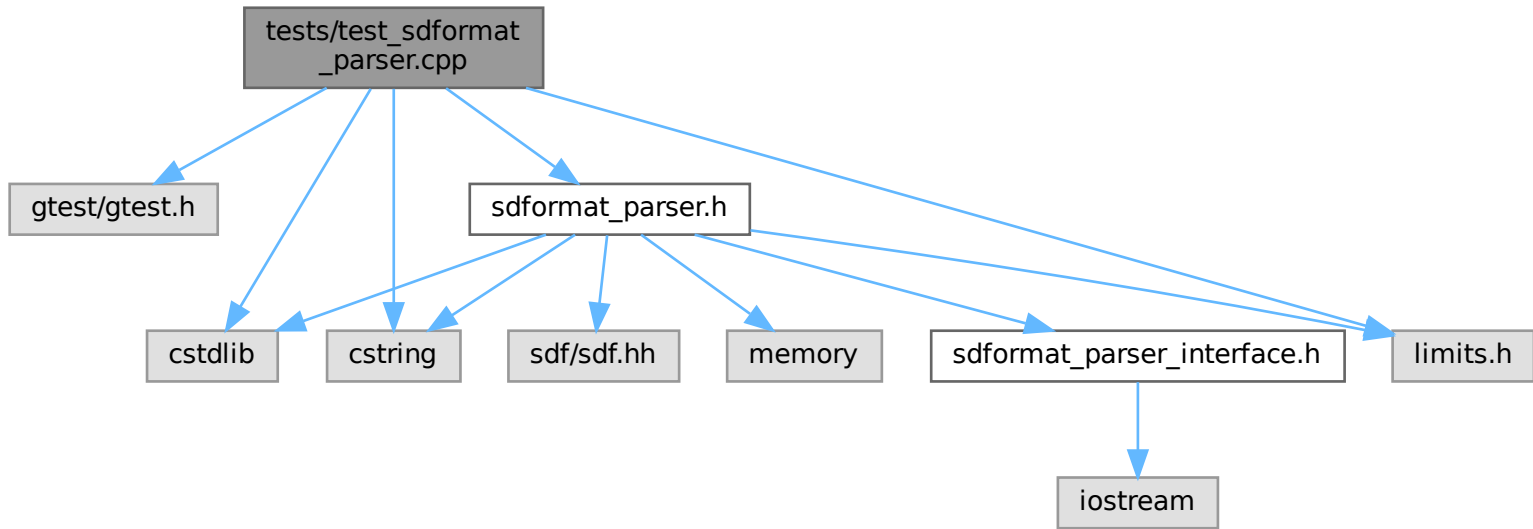 tests/test_sdformat
_parser.cpp
gtest/gtest.h
sdformat_parser.h
cstdlib
cstring
sdf/sdf.hh
memory
sdformat_parser_interface.h
limits.h
iostream